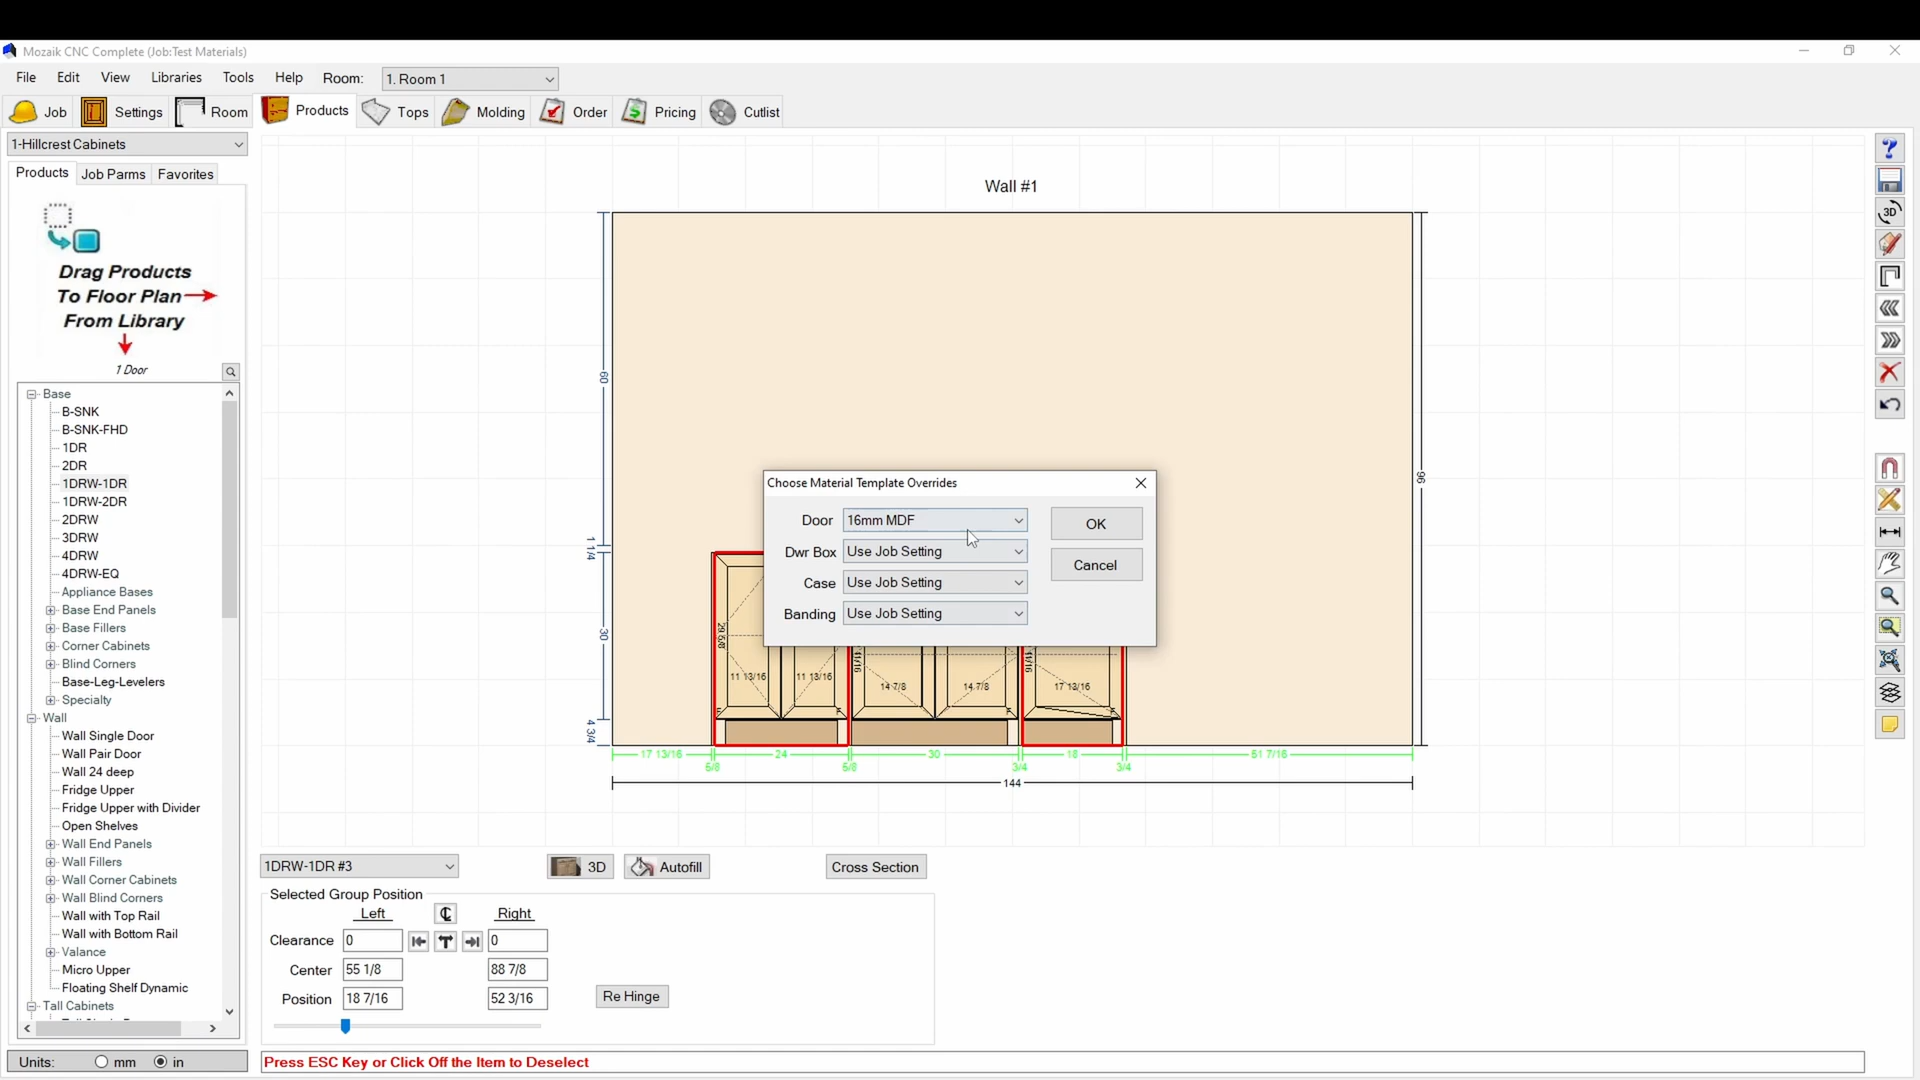 Mozaik CNC Complete (Job:Test Materials)
File Edit View Libraries Tools Help Room: 1. Room 1
Job Settings Room Products Tops Molding Order Pricing Cutlist
1-Hillcrest Cabinets
Products Job Parms Favorites
Drag Products
To Floor Plan
From Library
1 Door
Base
B-SNK
B-SNK-FHD
1DR
2DR
1DRW-1DR
1DRW-2DR
2DRW
3DRW
4DRW
4DRW-EQ
Appliance Bases
Base End Panels
Base Fillers
Corner Cabinets
Blind Corners
Base-Leg-Levelers
Specialty
Wall
Wall Single Door
Wall Pair Door
Wall 24 deep
Fridge Upper
Fridge Upper with Divider
Open Shelves
Wall End Panels
Wall Fillers
Wall Corner Cabinets
Wall Blind Corners
Wall with Top Rail
Wall with Bottom Rail
Valance
Micro Upper
Floating Shelf Dynamic
Tall Cabinets
Units: mm in
Wall #1
60
1 1/4
30
4 3/4
96
Choose Material Template Overrides
Door 16mm MDF OK
Dwr Box Use Job Setting
Case Use Job Setting Cancel
Banding Use Job Setting
29 5/8
11 13/16 11 13/16 14 7/8 14 7/8 17 13/16
11/16 11/16
F F F F
17 13/16 24 30 18 51 7/16
5/8 5/8 3/4 3/4
144
3D
1DRW-1DR #3 3D Autofill Cross Section
Selected Group Position
Left Right
Clearance 0 0
Center 55 1/8 88 7/8
Position 18 7/16 52 3/16 Re Hinge
Press ESC Key or Click Off the Item to Deselect